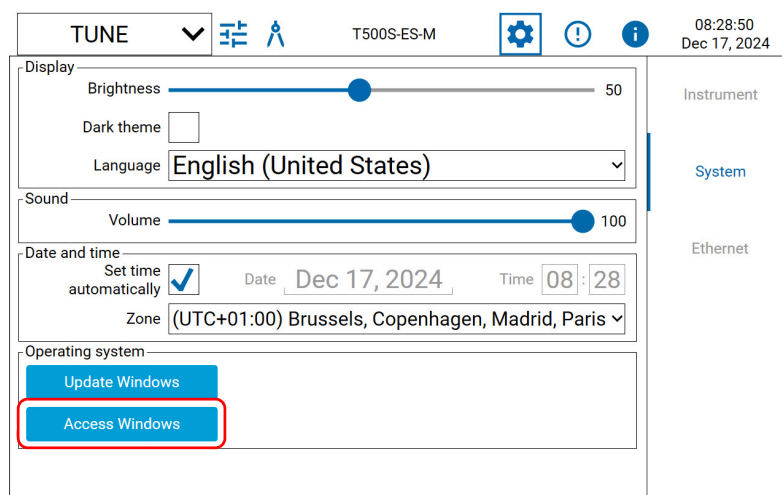 TUNE
T500S-ES-M
08:28:50
Dec 17, 2024
Display
Brightness 50
Dark theme
Language English (United States)
Sound
Volume 100
Date and time
Set time automatically Date Dec 17, 2024 Time 08 : 28
Zone (UTC+01:00) Brussels, Copenhagen, Madrid, Paris
Operating system
Update Windows
Access Windows
Instrument
System
Ethernet